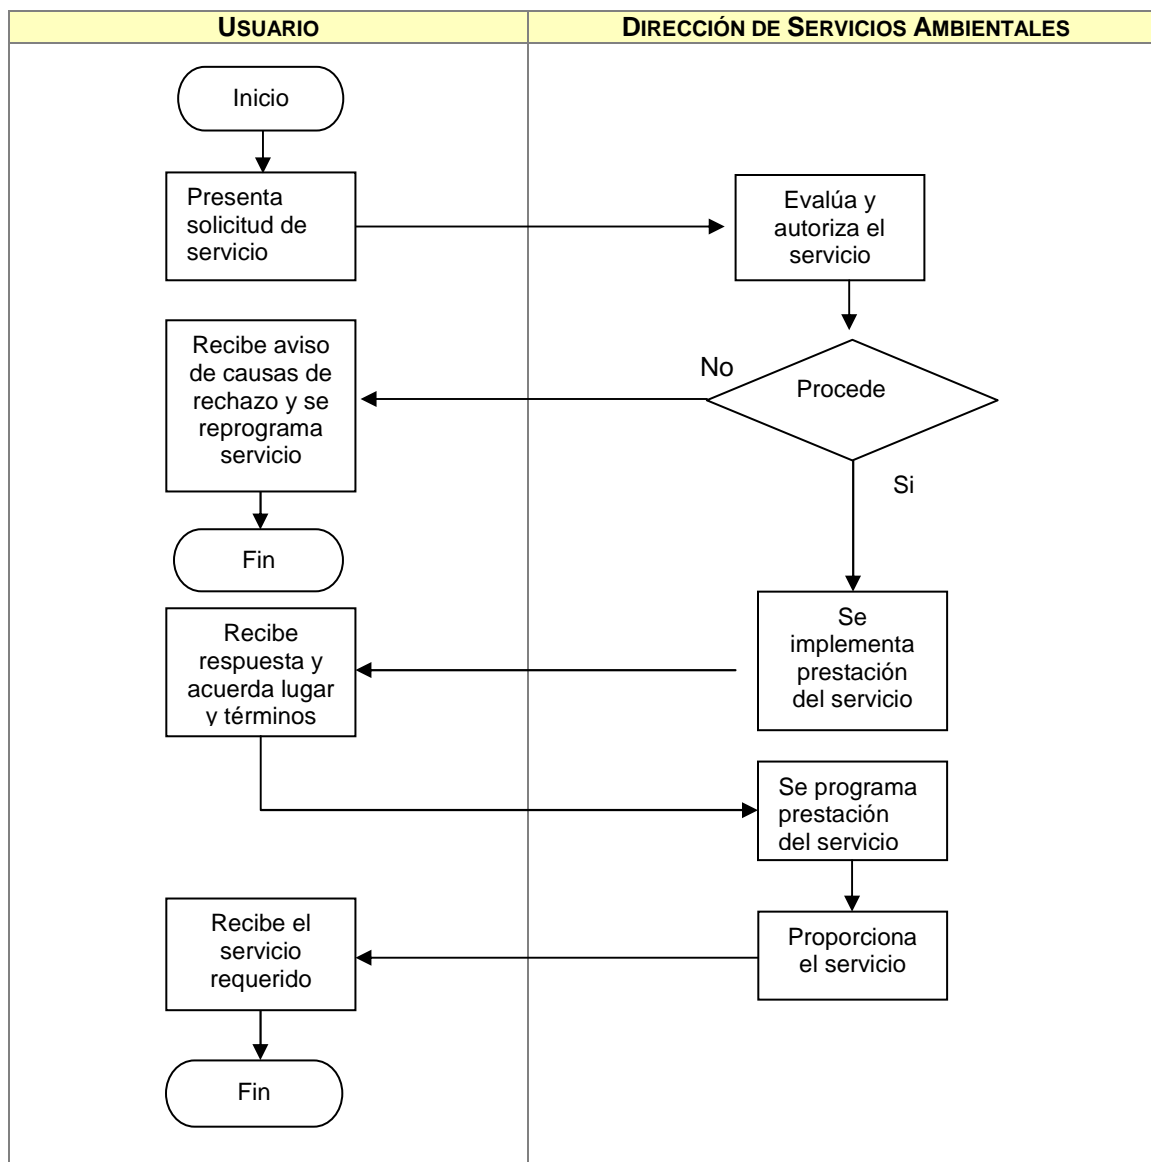 USUARIO
DIRECCIÓN DE SERVICIOS AMBIENTALES
Inicio
Presenta
solicitud de
servicio
Evalúa y
autoriza el
servicio
Recibe aviso
de causas de
rechazo y se
reprograma
servicio
No
Procede
Si
Fin
Recibe
respuesta y
acuerda lugar
y términos
Se
implementa
prestación
del servicio
Se programa
prestación
del servicio
Recibe el
servicio
requerido
Proporciona
el servicio
Fin